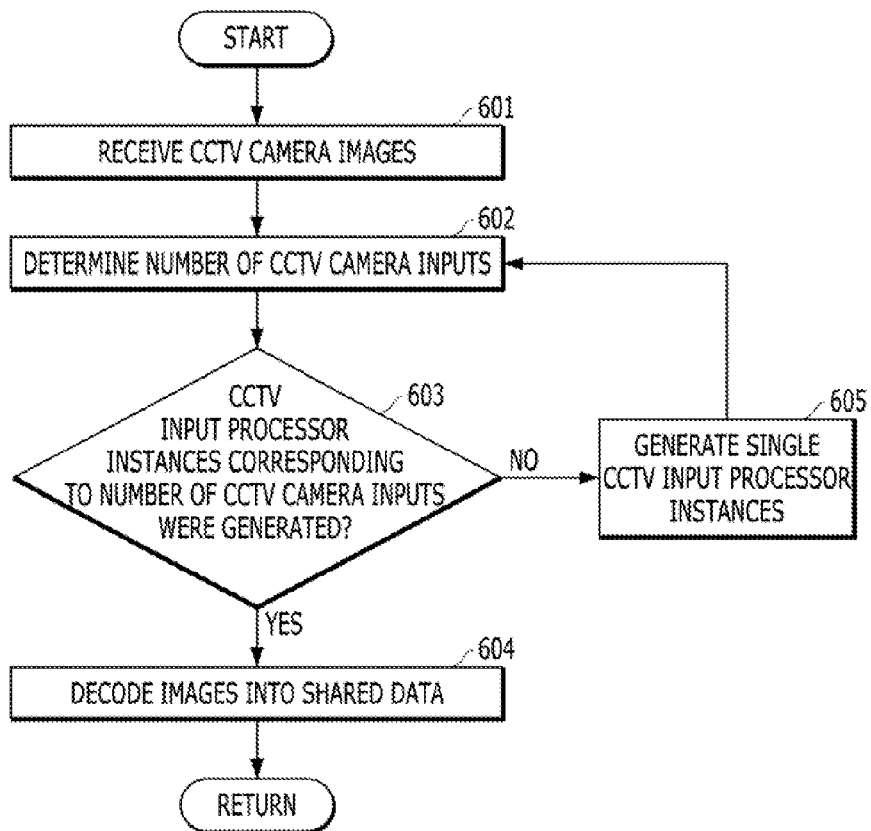 START
601
RECEIVE CCTV CAMERA IMAGES
602
DETERMINE NUMBER OF CCTV CAMERA INPUTS
603
CCTV
INPUT PROCESSOR
INSTANCES CORRESPONDING
TO NUMBER OF CCTV CAMERA INPUTS
WERE GENERATED?
NO
605
GENERATE SINGLE
CCTV INPUT PROCESSOR
INSTANCES
YES
604
DECODE IMAGES INTO SHARED DATA
RETURN